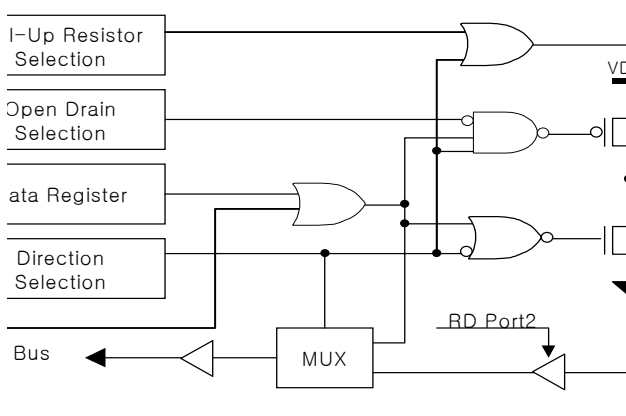 l-Up Resistor
Selection
Open Drain
Selection
ata Register
Direction
Selection
VD
RD Port2
Bus
MUX